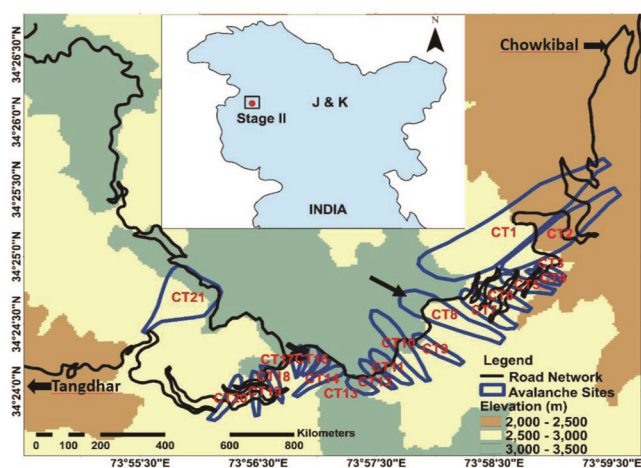 N
Chowkibal
J & K
Stage II
INDIA
34°26'30"N
34°26'0"N
34°25'30"N
34°25'0"N
34°24'30"N
34°24'0"N
CT1
CT2
CT3
CT8
CT9
CT10
CT11
CT12
CT13
CT14
CT16
CT17
CT18
CT20
CT21
Tangdhar
Legend
Road Network
Avalanche Sites
Elevation (m)
2,000 - 2,500
2,500 - 3,000
3,000 - 3,500
Kilometers
0 100 200 400 600 800
73°55'30"E 73°56'30"E 73°57'30"E 73°58'30"E 73°59'30"E